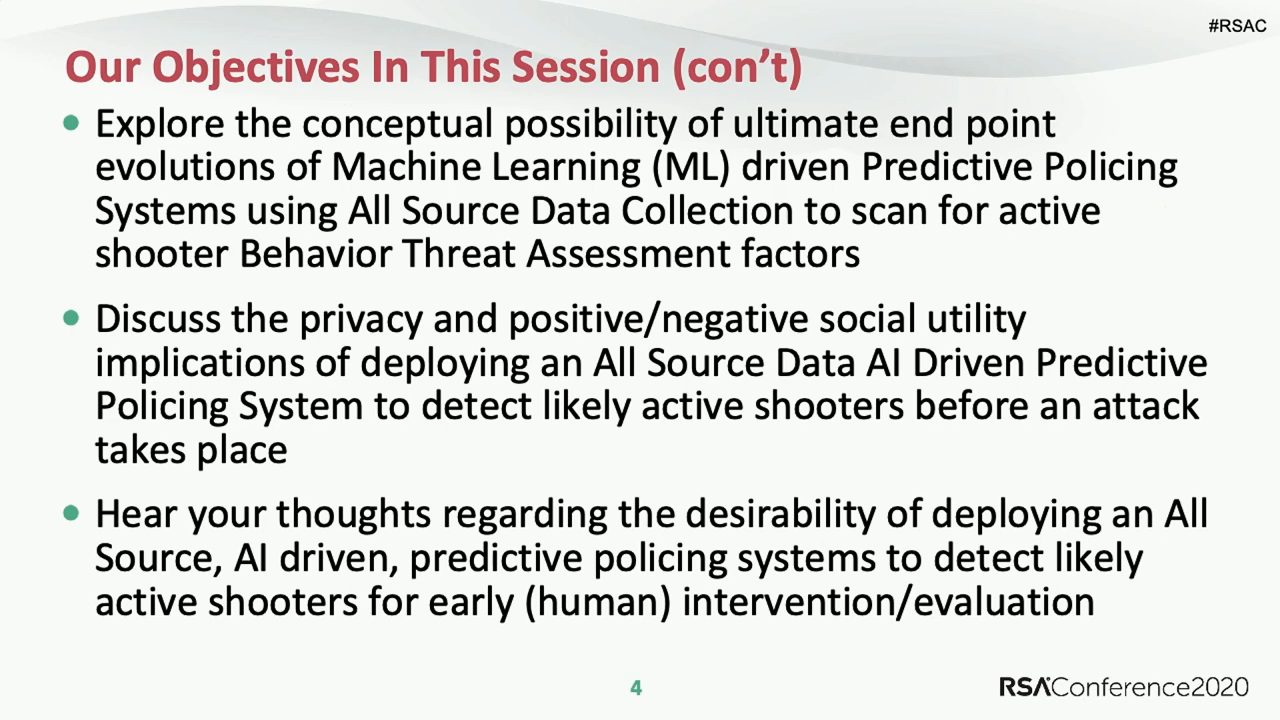 #RSAC
Our Objectives In This Session (con’t)
• Explore the conceptual possibility of ultimate end point
evolutions of Machine Learning (ML) driven Predictive Policing
Systems using All Source Data Collection to scan for active
shooter Behavior Threat Assessment factors
• Discuss the privacy and positive/negative social utility
implications of deploying an All Source Data AI Driven Predictive
Policing System to detect likely active shooters before an attack
takes place
• Hear your thoughts regarding the desirability of deploying an All
Source, AI driven, predictive policing systems to detect likely
active shooters for early (human) intervention/evaluation
4
RSAConference2020